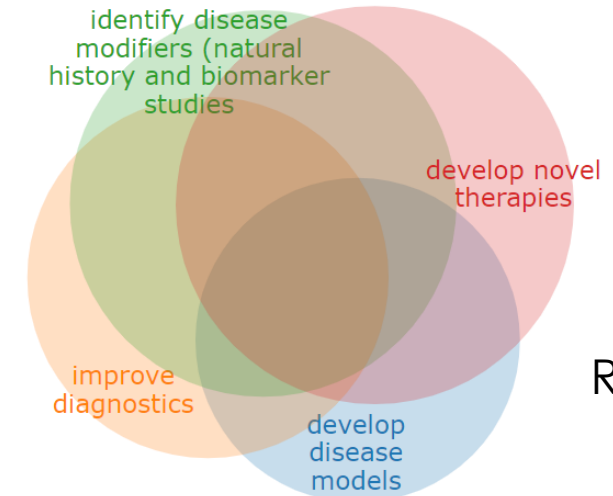 identify disease
modifiers (natural
history and biomarker
studies
develop novel
therapies
improve
diagnostics
develop
disease
models
R